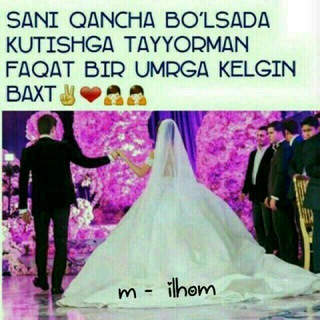 SANI QANCHA BO'LSADA
KUTISHGA TAYYORMAN
FAQAT BIR UMRGA KELGIN
BAXT✌❤🙇🙇
m - ilhom